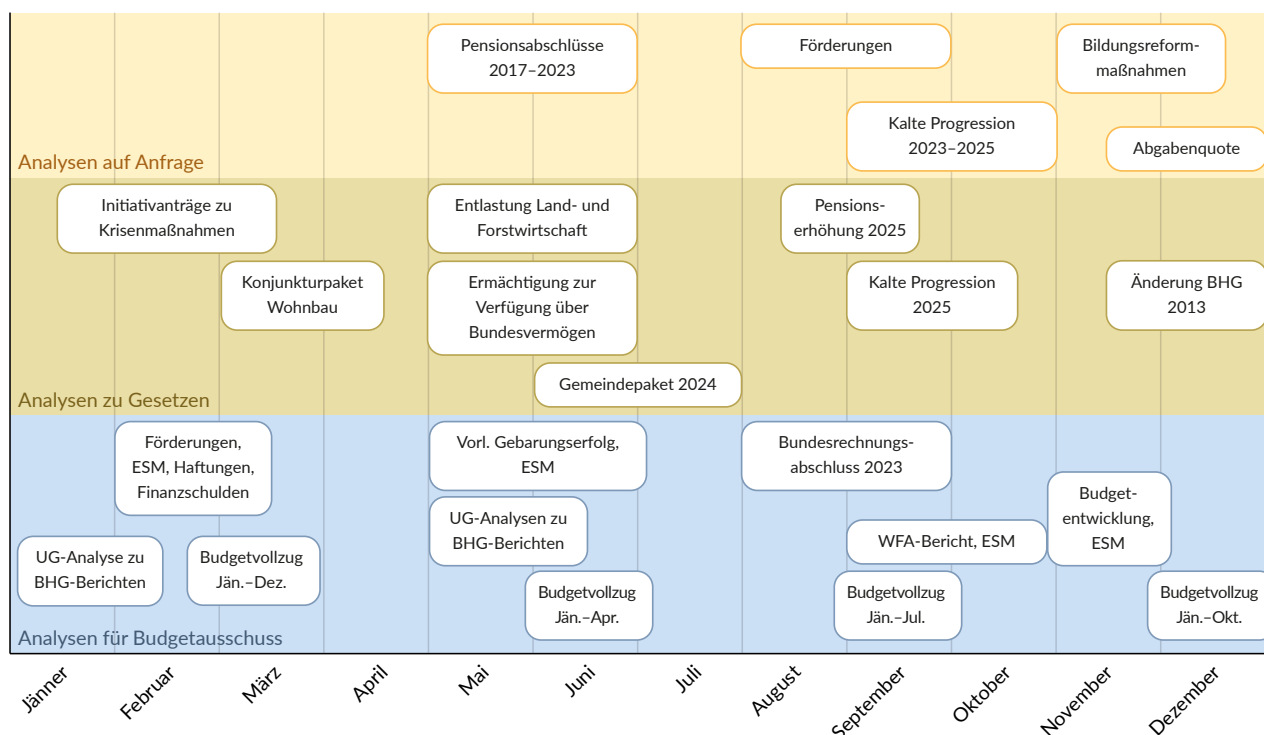 Pensionsabschlüsse
2017–2023
Förderungen
Bildungsreform-
maßnahmen
Kalte Progression
2023–2025
Abgabenquote
Analysen auf Anfrage
Initiativanträge zu
Krisenmaßnahmen
Entlastung Land- und
Forstwirtschaft
Pensions-
erhöhung 2025
Konjunkturpaket
Wohnbau
Ermächtigung zur
Verfügung über
Bundesvermögen
Kalte Progression
2025
Änderung BHG
2013
Gemeindepaket 2024
Analysen zu Gesetzen
Förderungen,
ESM, Haftungen,
Finanzschulden
Vorl. Gebarungserfolg,
ESM
Bundesrechnungs-
abschluss 2023
Budget-
entwicklung,
ESM
UG-Analysen zu
BHG-Berichten
WFA-Bericht, ESM
UG-Analyse zu
BHG-Berichten
Budgetvollzug
Jän.–Dez.
Budgetvollzug
Jän.–Apr.
Budgetvollzug
Jän.–Jul.
Budgetvollzug
Jän.–Okt.
Analysen für Budgetausschuss
Jänner
Februar
März
April
Mai
Juni
Juli
August
September
Oktober
November
Dezember